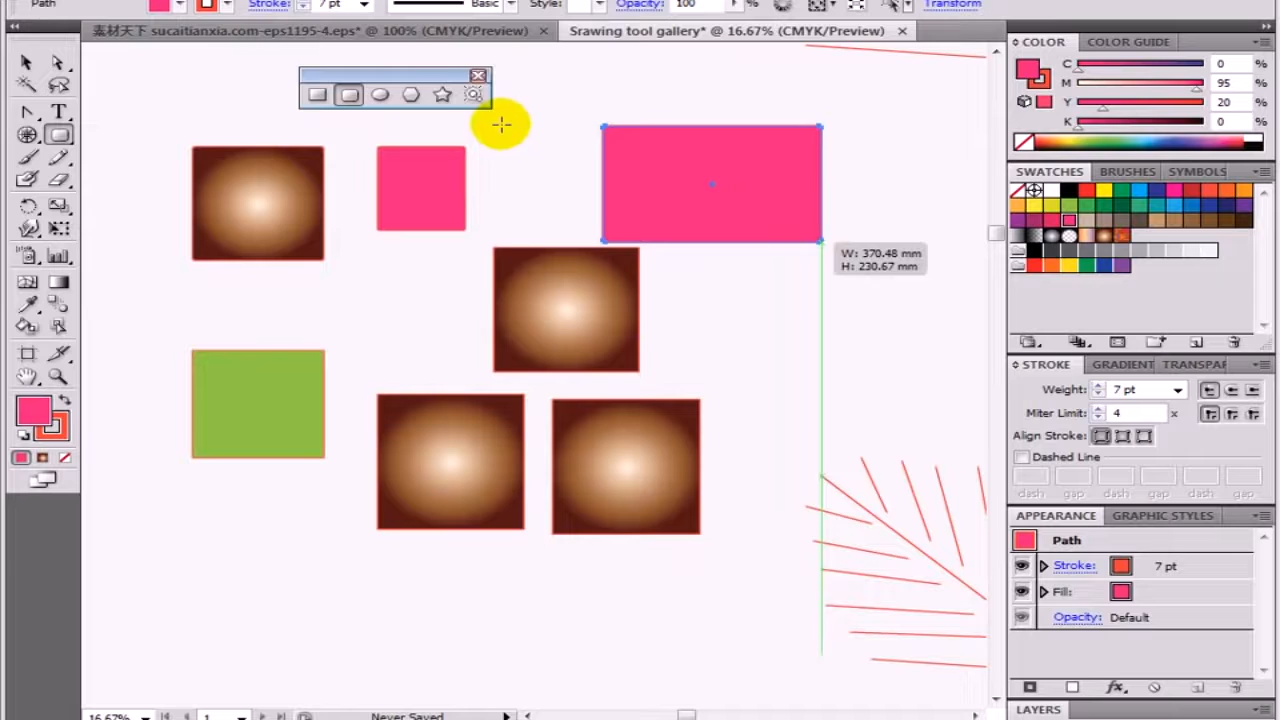 Path
Stroke:
7 pt
Basic
Style:
Opacity:
100
%
Transform
素材天下 sucaitianxia.com-eps1195-4.eps* @ 100% (CMYK/Preview)
Srawing tool gallery* @ 16.67% (CMYK/Preview)
COLOR
COLOR GUIDE
C
0
%
M
95
%
Y
20
%
K
0
%
SWATCHES
BRUSHES
SYMBOLS
W: 370.48 mm
H: 230.67 mm
STROKE
GRADIENT
TRANSPAR
Weight:
7 pt
Miter Limit:
4
x
Align Stroke:
Dashed Line
dash
gap
dash
gap
dash
gap
APPEARANCE
GRAPHIC STYLES
Path
Stroke:
7 pt
Fill:
Opacity:
Default
LAYERS
16.67%
1
Never Saved